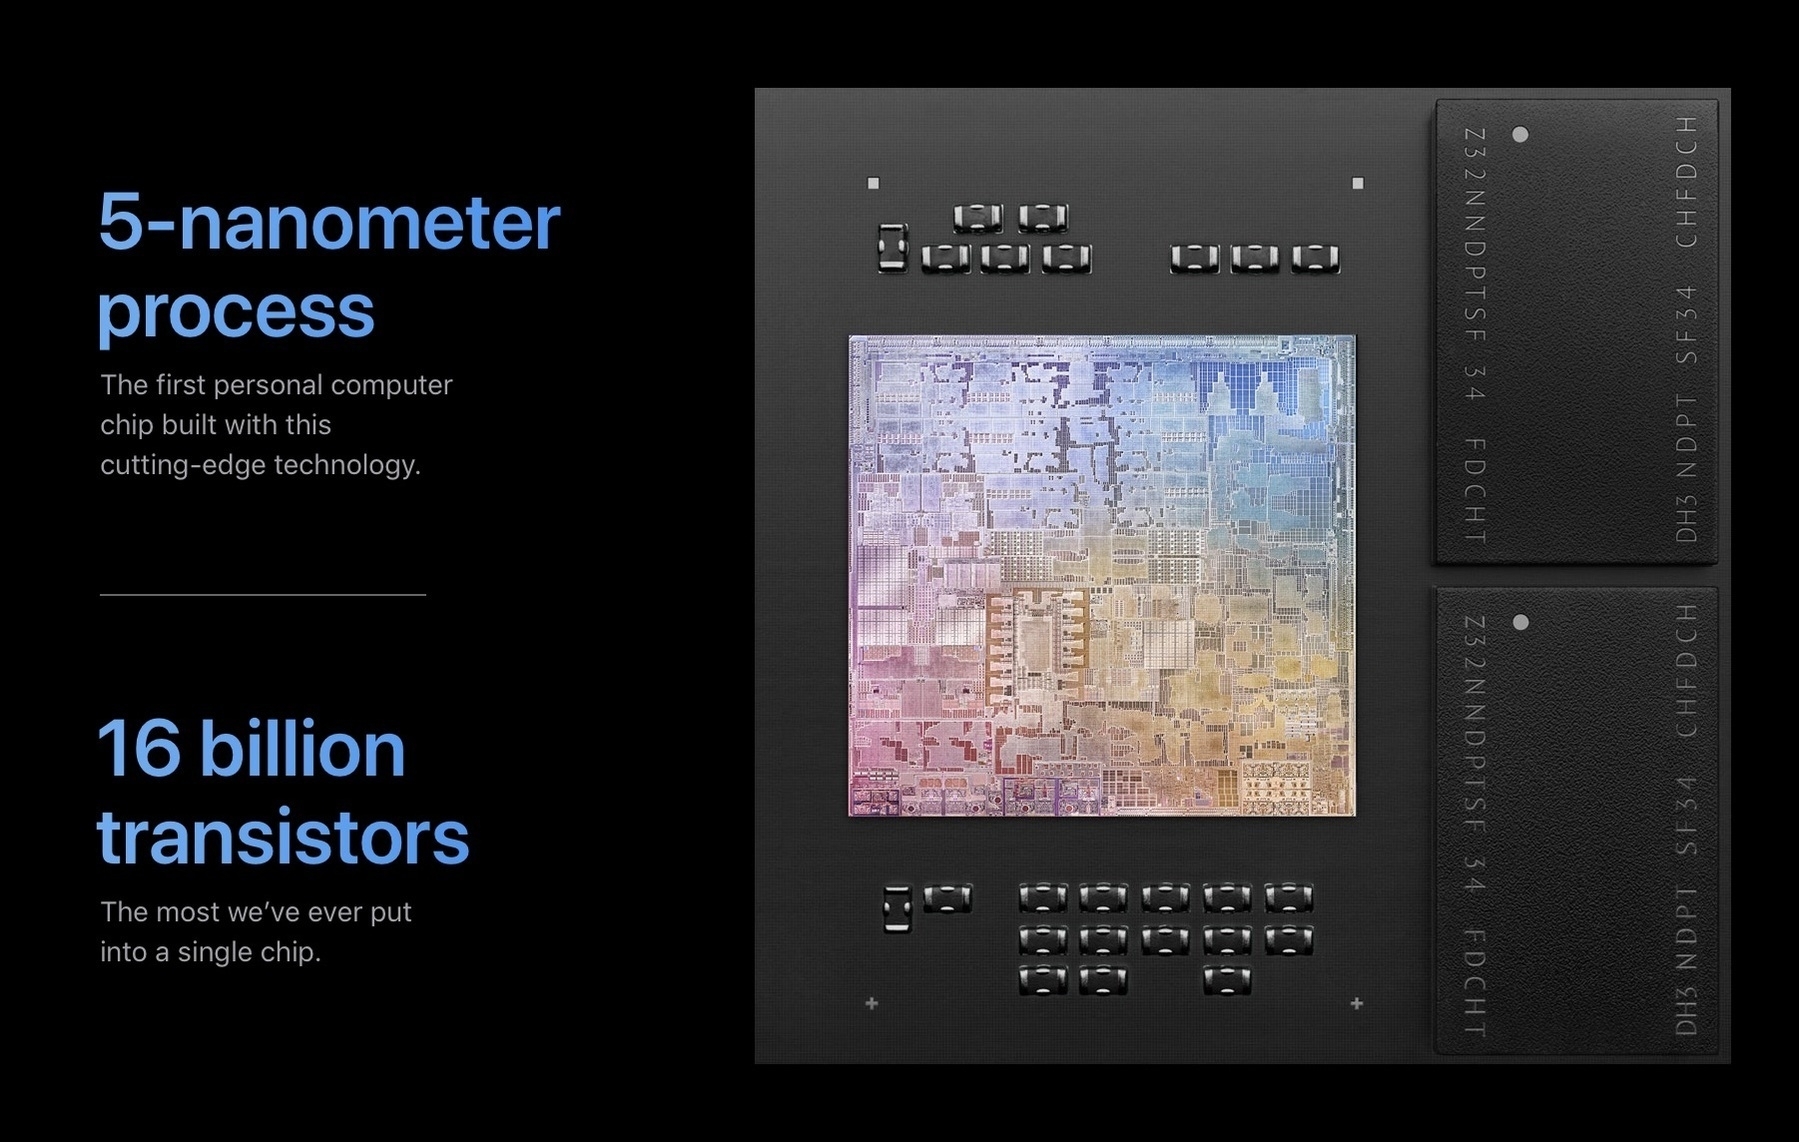 5-nanometer
process
The first personal computer
chip built with this
cutting-edge technology.
16 billion
transistors
The most we’ve ever put
into a single chip.
Z32NNDPTSF 34 FDCHT
DH3 NDPT SF34 CHFDCH
Z32NNDPTSF 34 FDCHT
DH3 NDPT SF34 CHFDCH